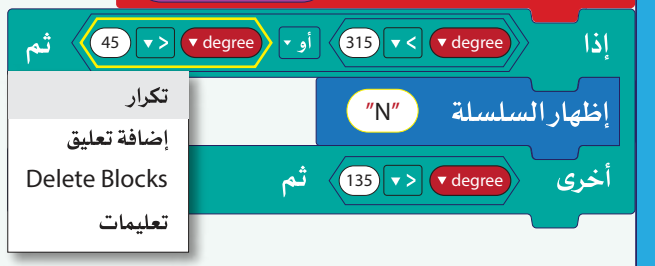 إذا degree ▾ < ▾ 315 أو ▾ degree ▾ > ▾ 45 ثم
إظهار السلسلة "N"
أخرى degree ▾ > ▾ 135 ثم
تكرار
إضافة تعليق
Delete Blocks
تعليمات